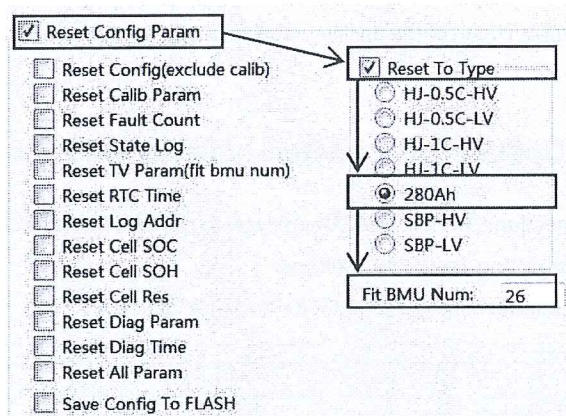 Reset Config Param
Reset Config(exclude calib)
Reset Calib Param
Reset Fault Count
Reset State Log
Reset TV Param(fit bmu num)
Reset RTC Time
Reset Log Addr
Reset Cell SOC
Reset Cell SOH
Reset Cell Res
Reset Diag Param
Reset Diag Time
Reset All Param
Save Config To FLASH
Reset To Type
HJ-0.5C-HV
HJ-0.5C-LV
HJ-1C-HV
HJ-1C-LV
280Ah
SBP-HV
SBP-LV
Fit BMU Num: 26